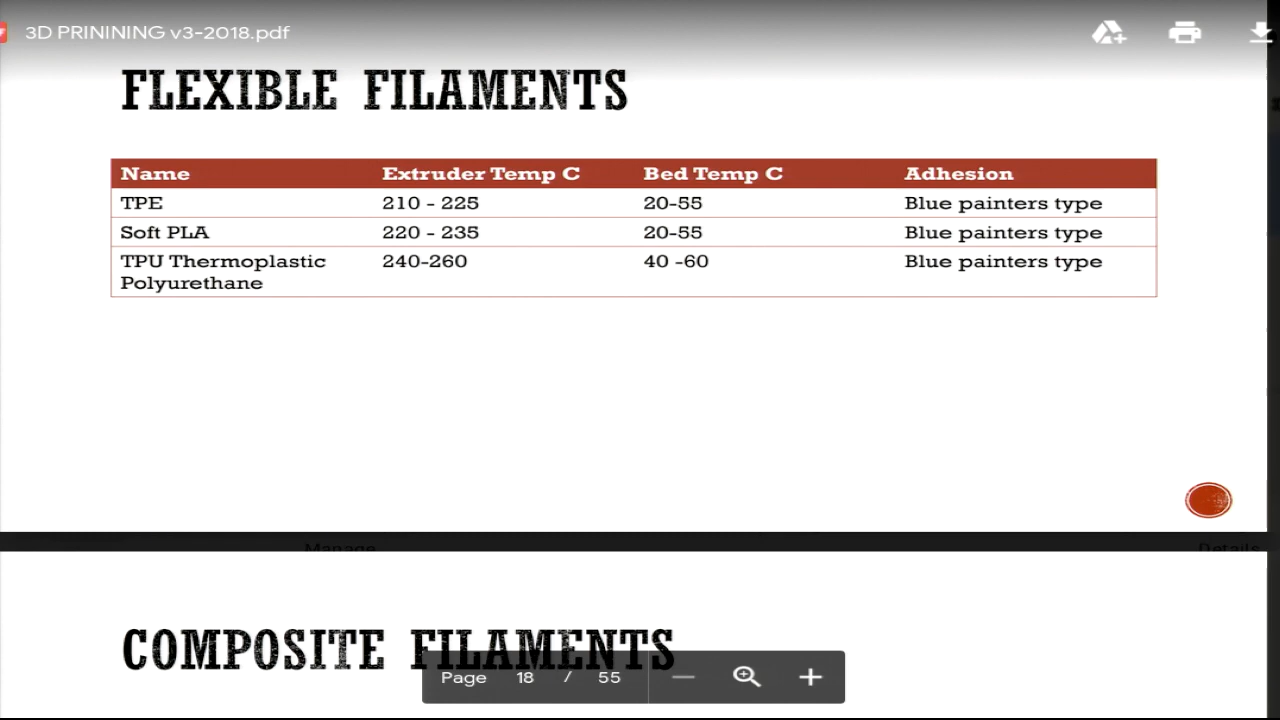 3D PRININING v3-2018.pdf
FLEXIBLE FILAMENTS
Name Extruder Temp C Bed Temp C Adhesion
TPE 210 - 225 20-55 Blue painters type
Soft PLA 220 - 235 20-55 Blue painters type
TPU Thermoplastic 240-260 40 -60 Blue painters type
Polyurethane
Manage Details
COMPOSITE FILAMENTS
Page 18 / 55